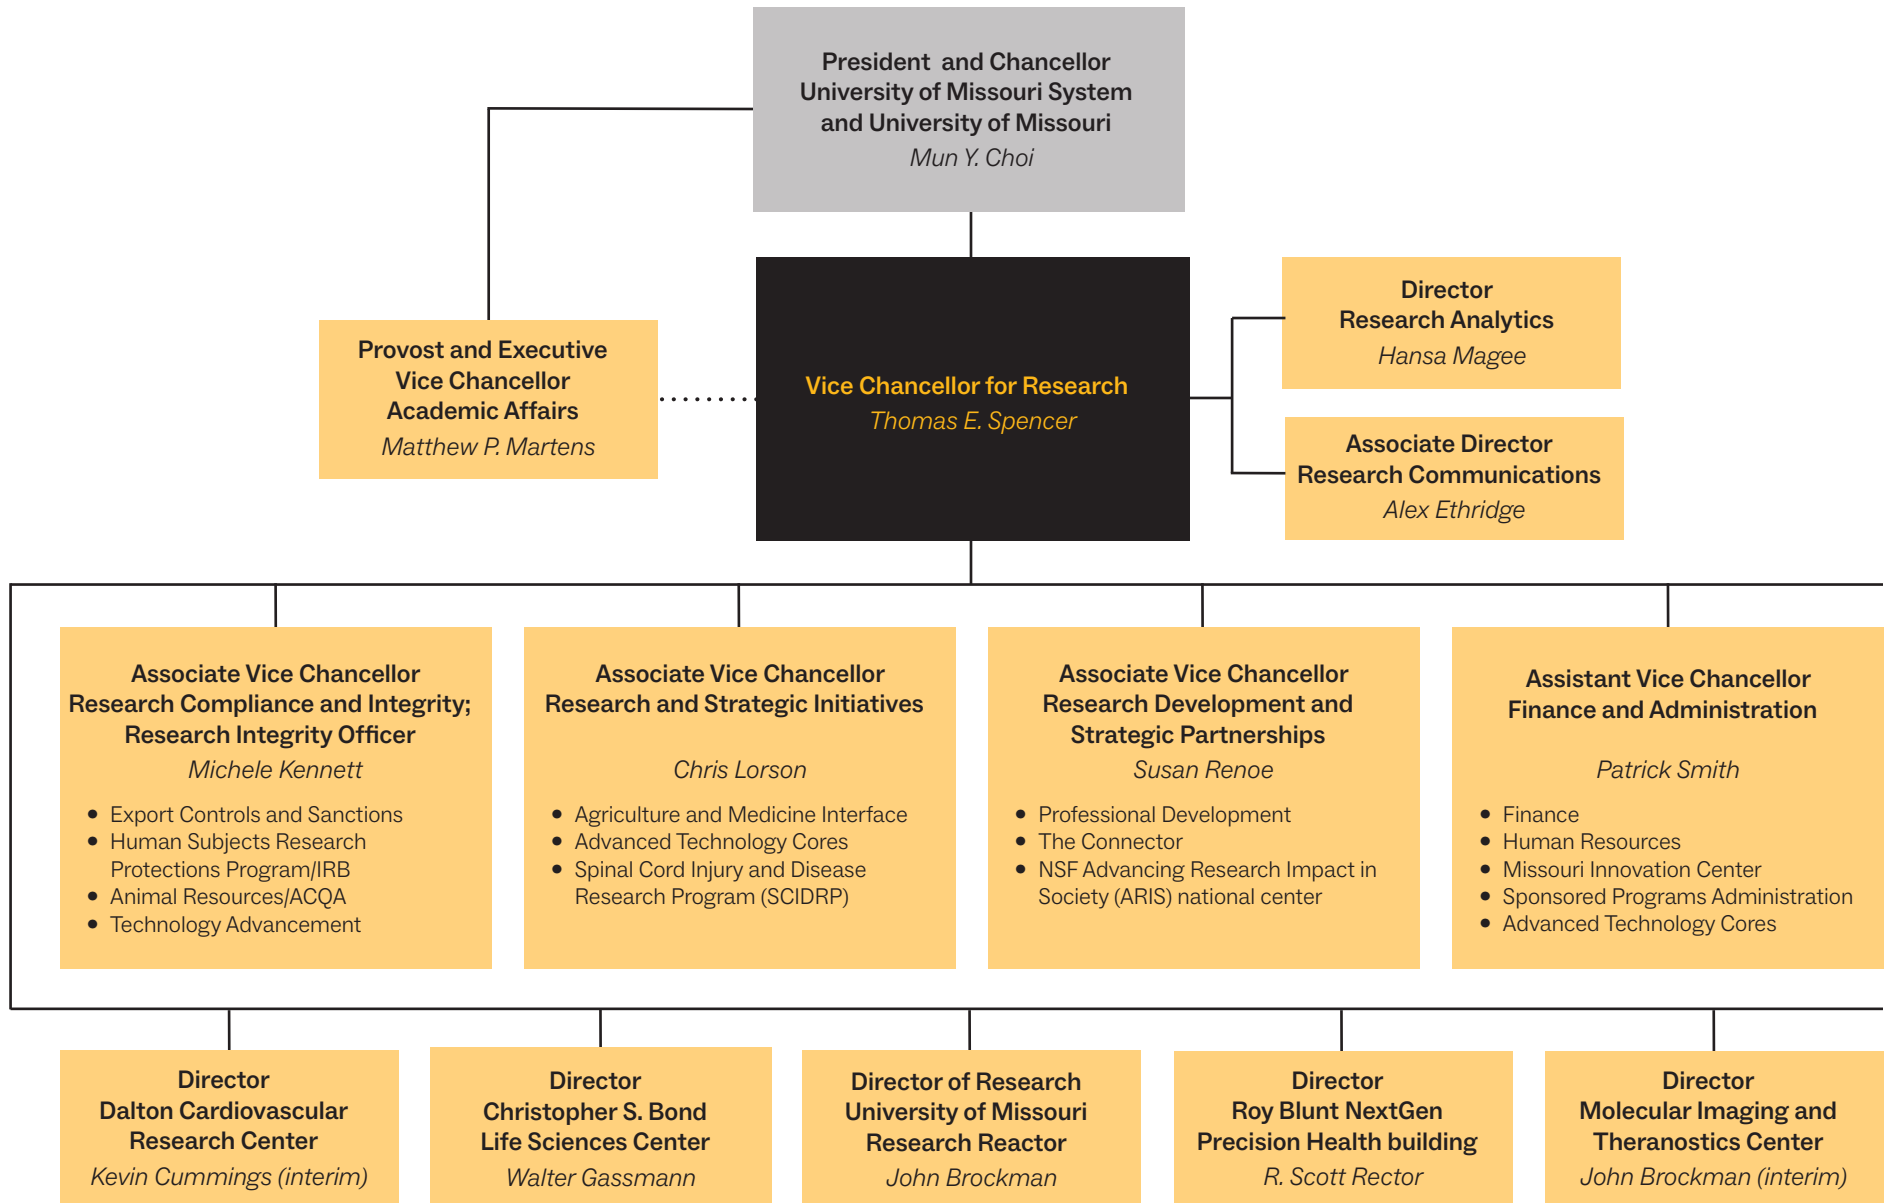 President and Chancellor
University of Missouri System
and University of Missouri
Mun Y. Choi
Provost and Executive
Vice Chancellor
Academic Affairs
Matthew P. Martens
Vice Chancellor for Research
Thomas E. Spencer
Director
Research Analytics
Hansa Magee
Associate Director
Research Communications
Alex Ethridge
Associate Vice Chancellor
Research Compliance and Integrity;
Research Integrity Officer
Michele Kennett
• Export Controls and Sanctions
• Human Subjects Research
Protections Program/IRB
• Animal Resources/ACQA
• Technology Advancement
Associate Vice Chancellor
Research and Strategic Initiatives
Chris Lorson
• Agriculture and Medicine Interface
• Advanced Technology Cores
• Spinal Cord Injury and Disease
Research Program (SCIDRP)
Associate Vice Chancellor
Research Development and
Strategic Partnerships
Susan Renoe
• Professional Development
• The Connector
• NSF Advancing Research Impact in
Society (ARIS) national center
Assistant Vice Chancellor
Finance and Administration
Patrick Smith
• Finance
• Human Resources
• Missouri Innovation Center
• Sponsored Programs Administration
• Advanced Technology Cores
Director
Dalton Cardiovascular
Research Center
Kevin Cummings (interim)
Director
Christopher S. Bond
Life Sciences Center
Walter Gassmann
Director of Research
University of Missouri
Research Reactor
John Brockman
Director
Roy Blunt NextGen
Precision Health building
R. Scott Rector
Director
Molecular Imaging and
Theranostics Center
John Brockman (interim)